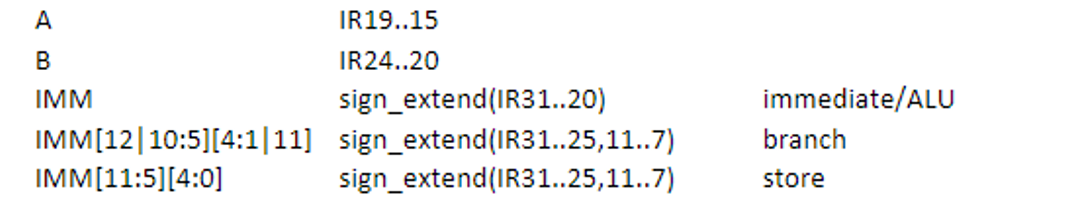 A IR19..15
B IR24..20
IMM sign_extend(IR31..20) immediate/ALU
IMM[12|10:5][4:1|11] sign_extend(IR31..25,11..7) branch
IMM[11:5][4:0] sign_extend(IR31..25,11..7) store